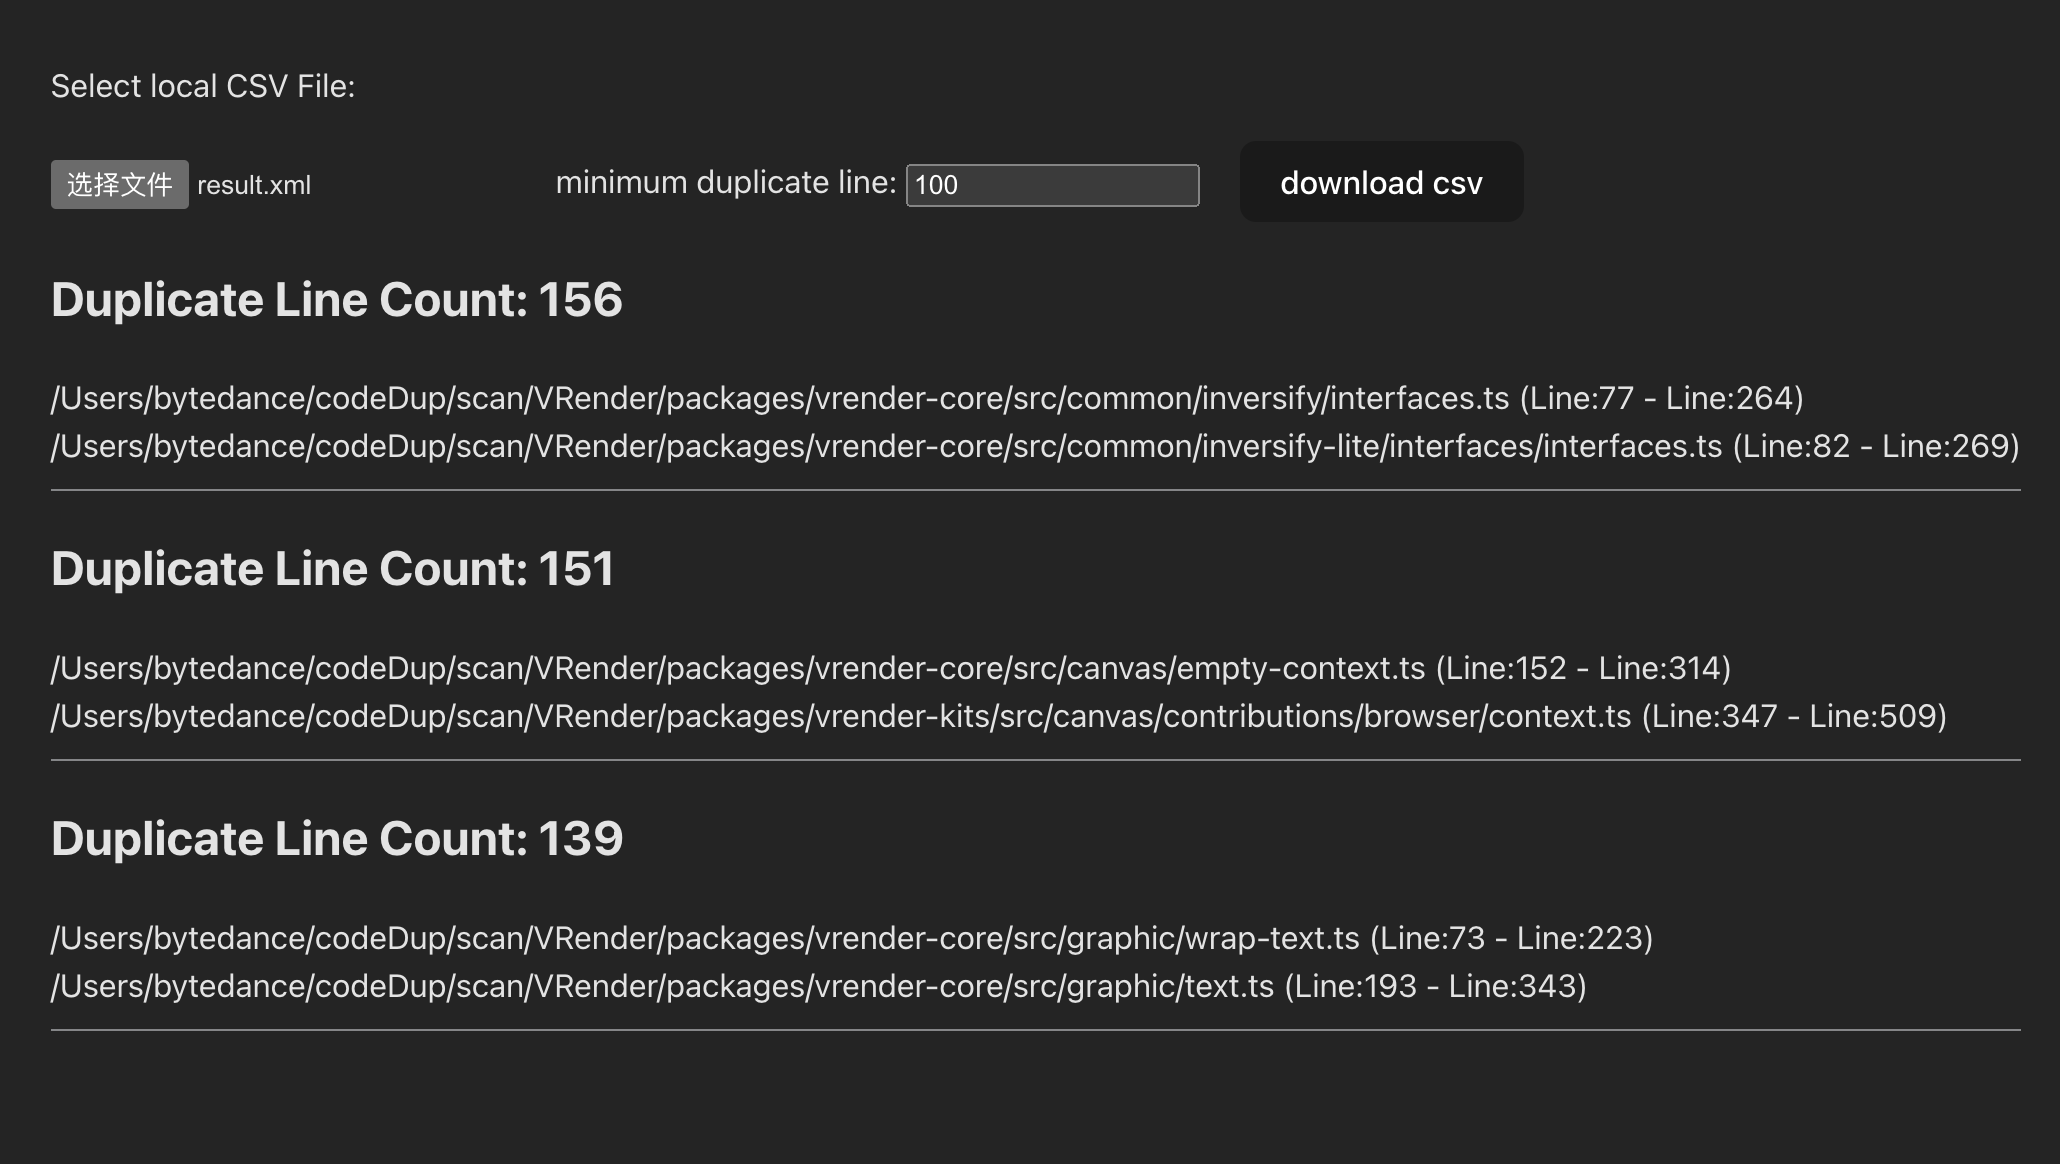 Select local CSV File:
选择文件 result.xml minimum duplicate line: 100 download csv
Duplicate Line Count: 156
/Users/bytedance/codeDup/scan/VRender/packages/vrender-core/src/common/inversify/interfaces.ts (Line:77 - Line:264)
/Users/bytedance/codeDup/scan/VRender/packages/vrender-core/src/common/inversify-lite/interfaces/interfaces.ts (Line:82 - Line:269)
Duplicate Line Count: 151
/Users/bytedance/codeDup/scan/VRender/packages/vrender-core/src/canvas/empty-context.ts (Line:152 - Line:314)
/Users/bytedance/codeDup/scan/VRender/packages/vrender-kits/src/canvas/contributions/browser/context.ts (Line:347 - Line:509)
Duplicate Line Count: 139
/Users/bytedance/codeDup/scan/VRender/packages/vrender-core/src/graphic/wrap-text.ts (Line:73 - Line:223)
/Users/bytedance/codeDup/scan/VRender/packages/vrender-core/src/graphic/text.ts (Line:193 - Line:343)